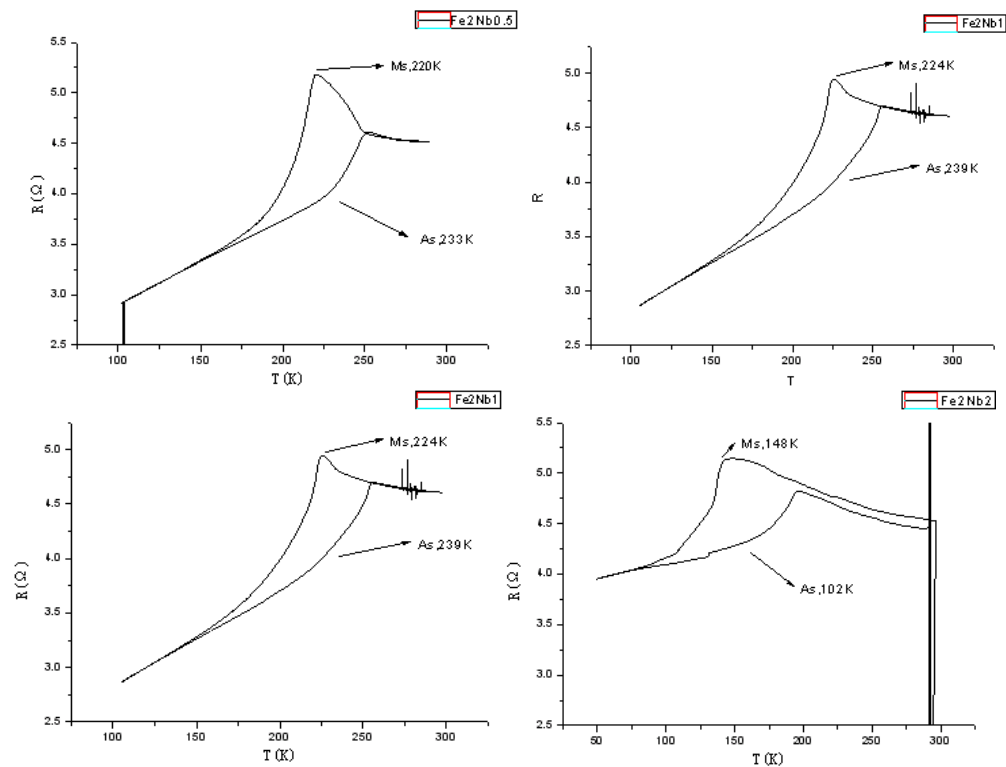 Fe2Nb0.5
5.5
5.0
4.5
4.0
3.5
3.0
2.5
R(Ω)
Ms,220K
As,233K
100
150
200
250
300
T(K)
Fe2Nb1
5.0
4.5
4.0
3.5
3.0
2.5
R
Ms,224K
As,239K
100
150
200
250
300
T
Fe2Nb1
5.0
4.5
4.0
3.5
3.0
2.5
R(Ω)
Ms,224K
As,239K
100
150
200
250
300
T(K)
Fe2Nb2
5.5
5.0
4.5
4.0
3.5
3.0
2.5
R(Ω)
Ms,148K
As,102K
50
100
150
200
250
300
T(K)